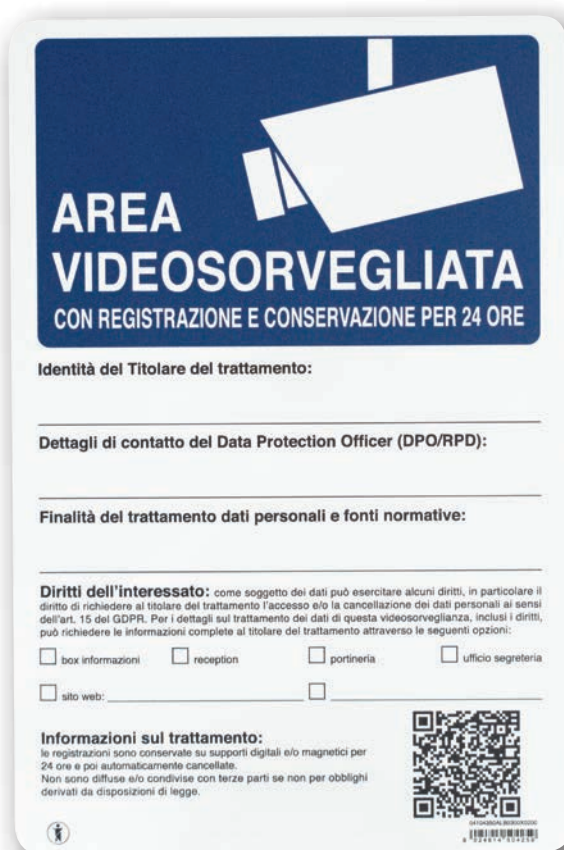 AREA
VIDEOSORVEGLIATA
CON REGISTRAZIONE E CONSERVAZIONE PER 24 ORE
Identità del Titolare del trattamento:
Dettagli di contatto del Data Protection Officer (DPO/RPD):
Finalità del trattamento dati personali e fonti normative:
Diritti dell'interessato: come soggetto dei dati può esercitare alcuni diritti, in particolare il
diritto di richiedere al titolare del trattamento l'accesso e/o la cancellazione dei dati personali ai sensi
dell'art. 15 del GDPR. Per i dettagli sul trattamento dei dati di questa videosorveglianza, inclusi i diritti,
può richiedere le informazioni complete al titolare del trattamento attraverso le seguenti opzioni:
box informazioni reception portineria ufficio segreteria
sito web:
Informazioni sul trattamento:
le registrazioni sono conservate su supporti digitali e/o magnetici per
24 ore e poi automaticamente cancellate.
Non sono diffuse e/o condivise con terze parti se non per obblighi
derivati da disposizioni di legge.